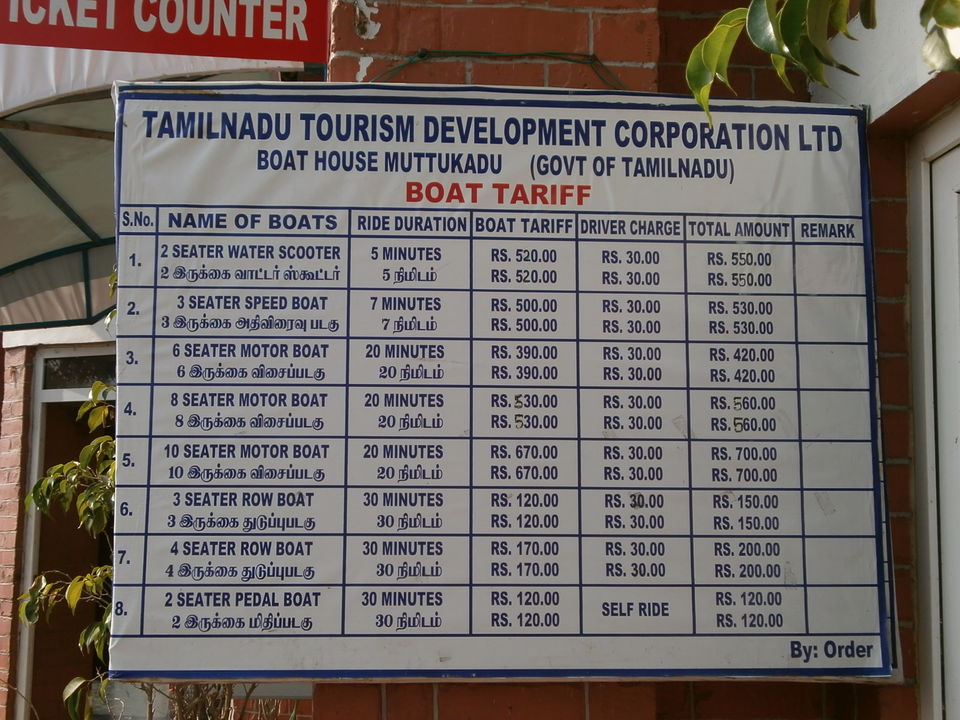 TICKET COUNTER
TAMILNADU TOURISM DEVELOPMENT CORPORATION LTD
BOAT HOUSE MUTTUKADU (GOVT OF TAMILNADU)
BOAT TARIFF
S.No. NAME OF BOATS RIDE DURATION BOAT TARIFF DRIVER CHARGE TOTAL AMOUNT REMARK
1. 2 SEATER WATER SCOOTER 5 MINUTES RS. 520.00 RS. 30.00 RS. 550.00
2 இருக்கை வாட்டர் ஸ்கூட்டர் 5 நிமிடம் RS. 520.00 RS. 30.00 RS. 550.00
2. 3 SEATER SPEED BOAT 7 MINUTES RS. 500.00 RS. 30.00 RS. 530.00
3 இருக்கை அதிவிரைவு படகு 7 நிமிடம் RS. 500.00 RS. 30.00 RS. 530.00
3. 6 SEATER MOTOR BOAT 20 MINUTES RS. 390.00 RS. 30.00 RS. 420.00
6 இருக்கை விசைப்படகு 20 நிமிடம் RS. 390.00 RS. 30.00 RS. 420.00
4. 8 SEATER MOTOR BOAT 20 MINUTES RS. 530.00 RS. 30.00 RS. 560.00
8 இருக்கை விசைப்படகு 20 நிமிடம் RS. 530.00 RS. 30.00 RS. 560.00
5. 10 SEATER MOTOR BOAT 20 MINUTES RS. 670.00 RS. 30.00 RS. 700.00
10 இருக்கை விசைப்படகு 20 நிமிடம் RS. 670.00 RS. 30.00 RS. 700.00
6. 3 SEATER ROW BOAT 30 MINUTES RS. 120.00 RS. 30.00 RS. 150.00
3 இருக்கை துடுப்புபடகு 30 நிமிடம் RS. 120.00 RS. 30.00 RS. 150.00
7. 4 SEATER ROW BOAT 30 MINUTES RS. 170.00 RS. 30.00 RS. 200.00
4 இருக்கை துடுப்புபடகு 30 நிமிடம் RS. 170.00 RS. 30.00 RS. 200.00
8. 2 SEATER PEDAL BOAT 30 MINUTES RS. 120.00 SELF RIDE RS. 120.00
2 இருக்கை மிதிப்படகு 30 நிமிடம் RS. 120.00 RS. 120.00
By: Order